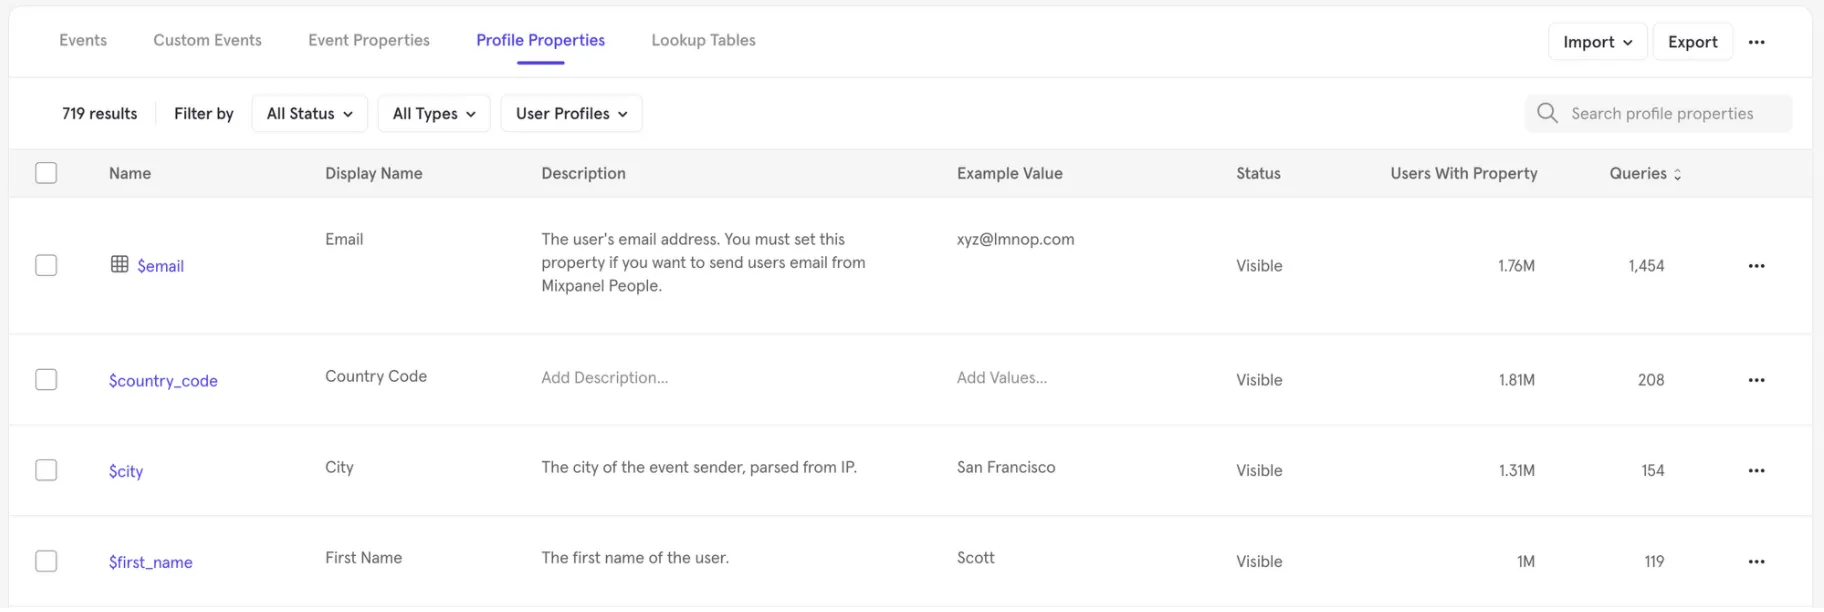 Events Custom Events Event Properties Profile Properties Lookup Tables Import Export
719 results Filter by All Status All Types User Profiles Search profile properties
Name Display Name Description Example Value Status Users With Property Queries
$email Email The user's email address. You must set this xyz@lmnop.com Visible 1.76M 1,454
property if you want to send users email from
Mixpanel People.
$country_code Country Code Add Description... Add Values... Visible 1.81M 208
$city City The city of the event sender, parsed from IP. San Francisco Visible 1.31M 154
$first_name First Name The first name of the user. Scott Visible 1M 119